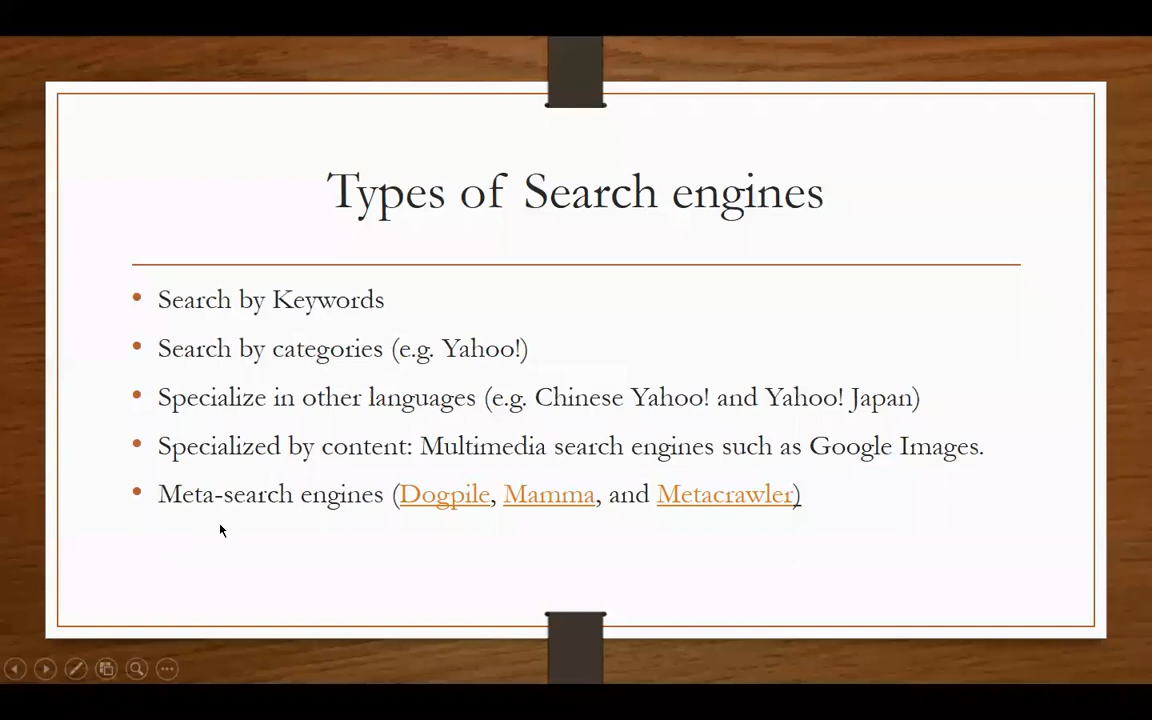 Types of Search engines
• Search by Keywords
• Search by categories (e.g. Yahoo!)
• Specialize in other languages (e.g. Chinese Yahoo! and Yahoo! Japan)
• Specialized by content: Multimedia search engines such as Google Images.
• Meta-search engines (Dogpile, Mamma, and Metacrawler)